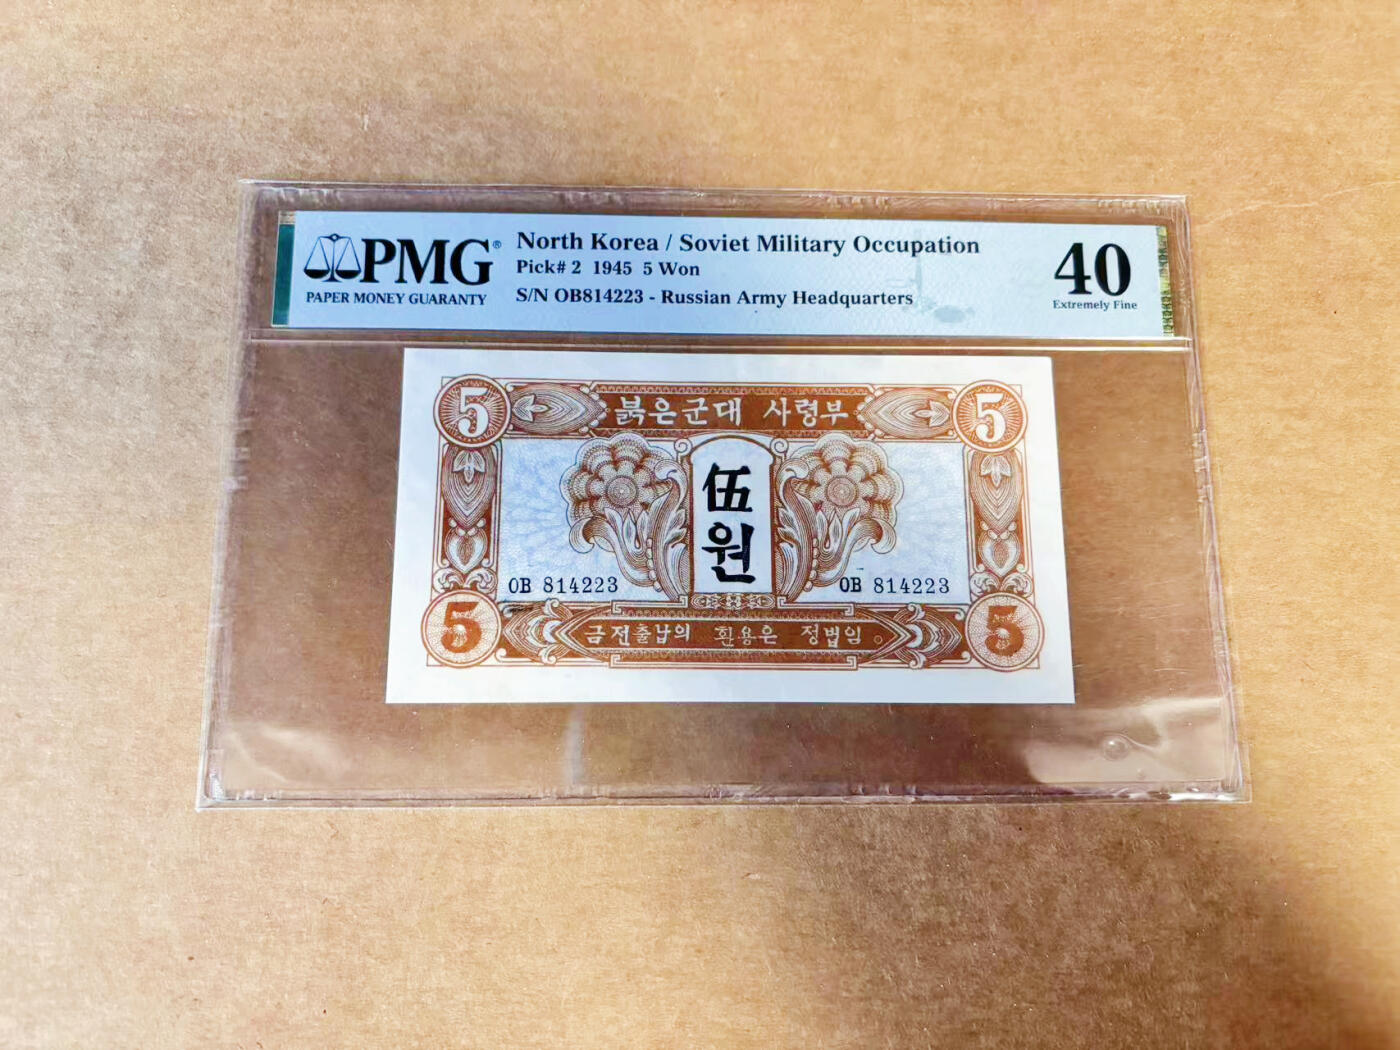 PMG®
PAPER MONEY GUARANTY
North Korea / Soviet Military Occupation
Pick# 2 1945 5 Won
S/N OB814223 - Russian Army Headquarters
40
Extremely Fine
5 붉은군대 사령부 5
伍
원
OB 814223 OB 814223
5 금전출납의 환용은 정법임。 5